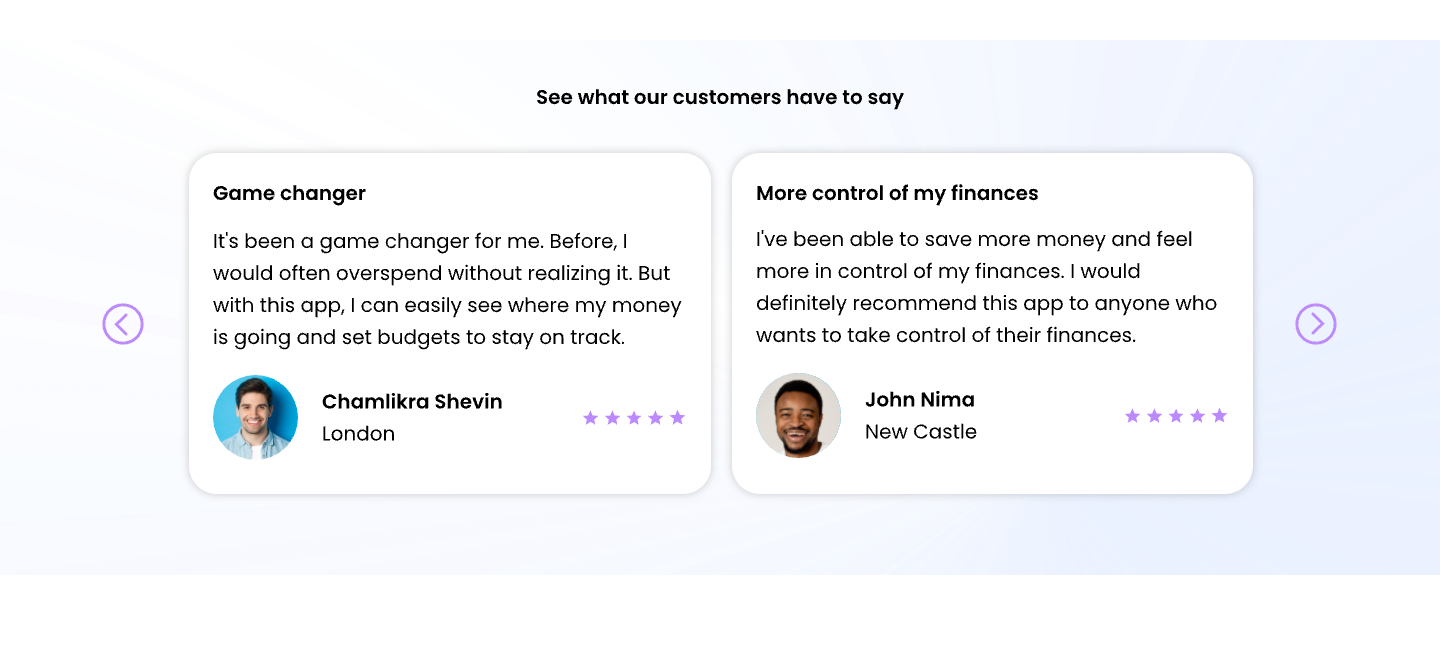 See what our customers have to say
Game changer
It's been a game changer for me. Before, I
would often overspend without realizing it. But
with this app, I can easily see where my money
is going and set budgets to stay on track.
Chamlikra Shevin
London
More control of my finances
I've been able to save more money and feel
more in control of my finances. I would
definitely recommend this app to anyone who
wants to take control of their finances.
John Nima
New Castle